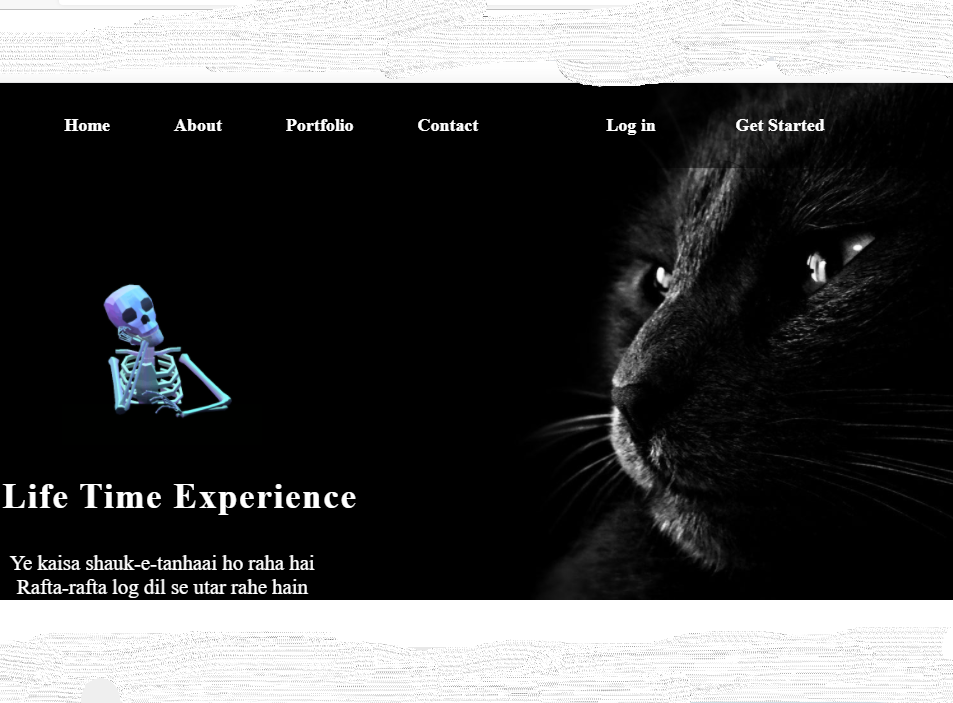 Home About Portfolio Contact Log in Get Started
Life Time Experience
Ye kaisa shauk-e-tanhaai ho raha hai
Rafta-rafta log dil se utar rahe hain